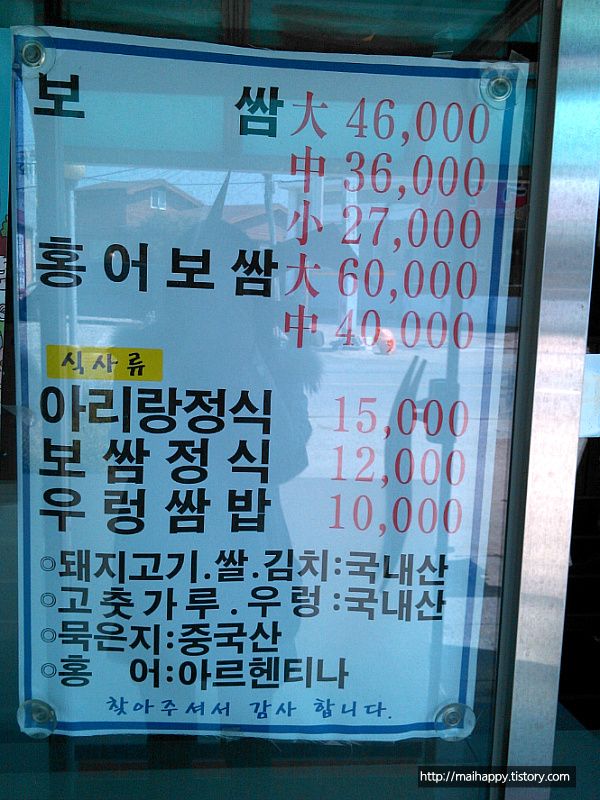 보 쌈 大 46,000
中 36,000
小 27,000
홍어보쌈 大 60,000
中 40,000
식사류
아리랑정식 15,000
보쌈정식 12,000
우렁쌈밥 10,000
◎돼지고기.쌀.김치:국내산
◎고춧가루.우렁:국내산
◎묵은지:중국산
◎홍 어:아르헨티나
찾아주셔서 감사 합니다.
http://maihappy.tistory.com